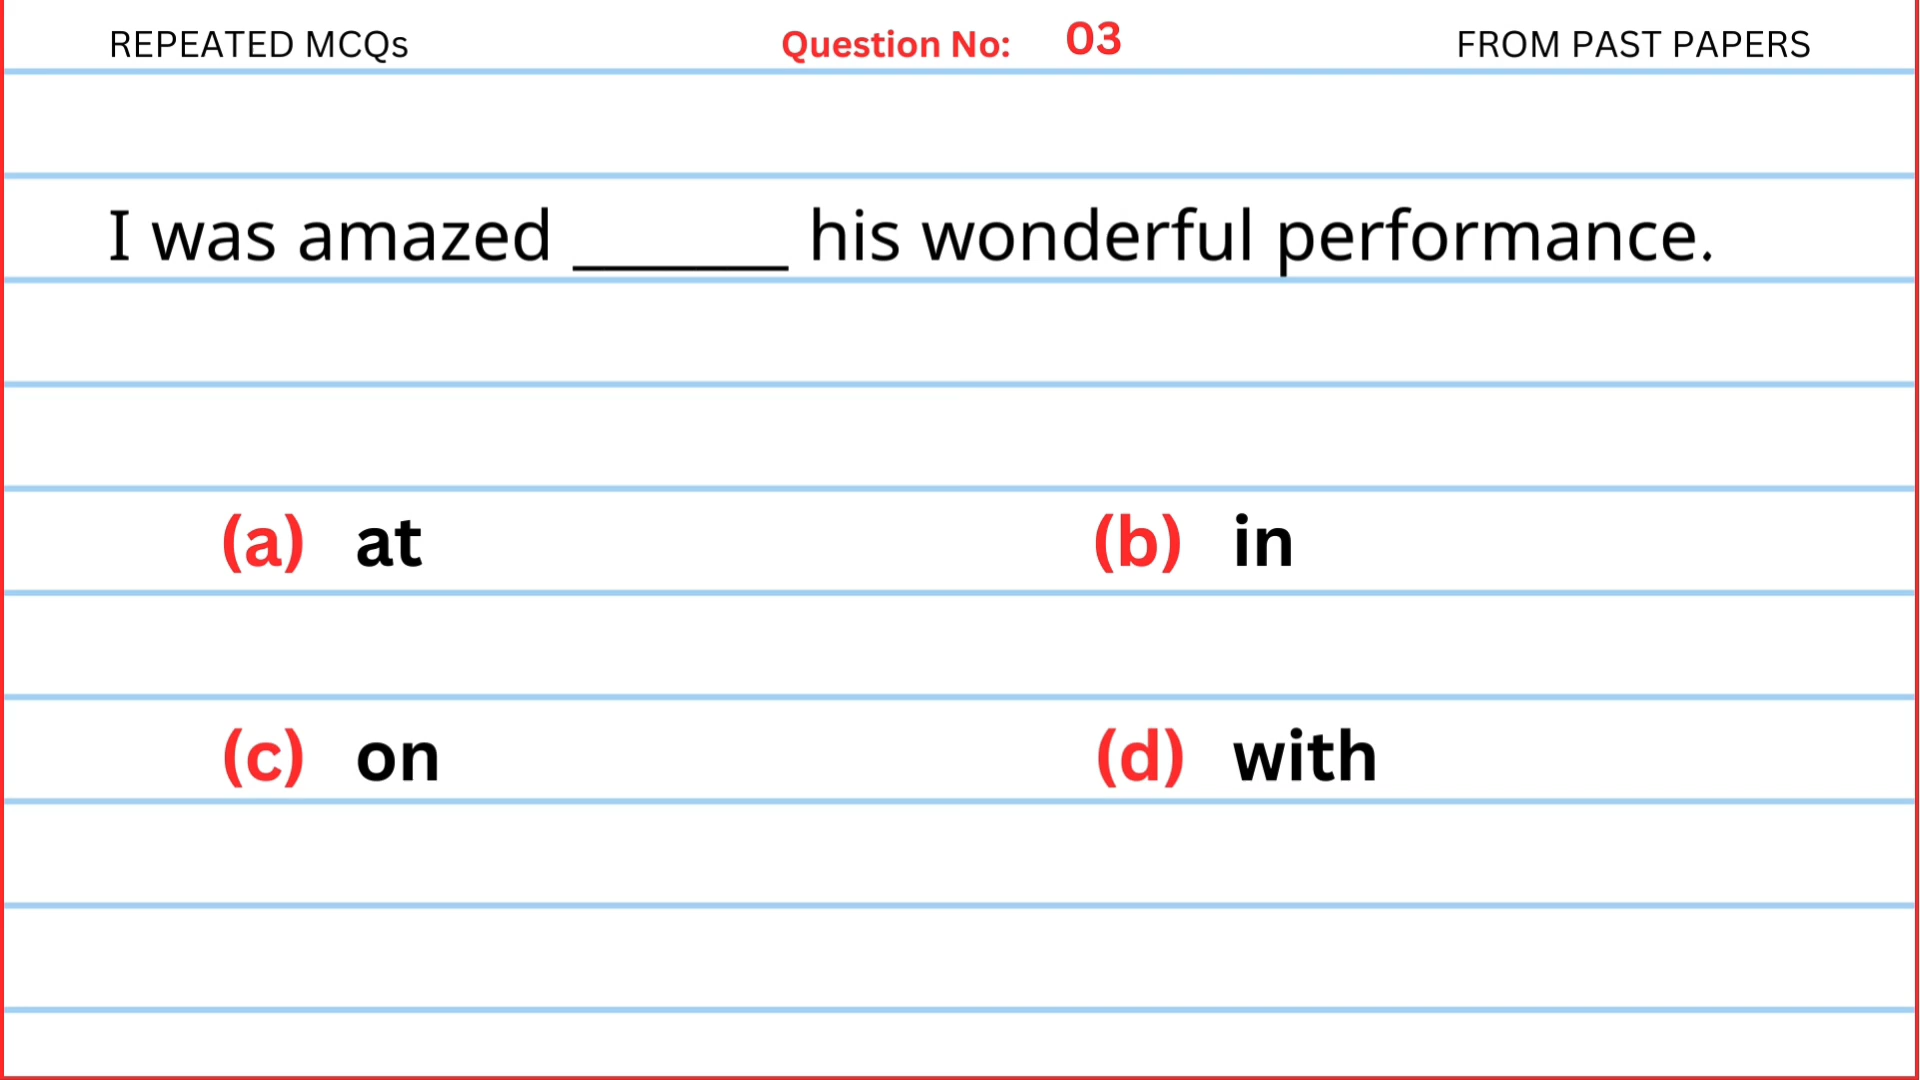 REPEATED MCQs Question No: 03 FROM PAST PAPERS
I was amazed _______ his wonderful performance.
(a) at (b) in
(c) on (d) with